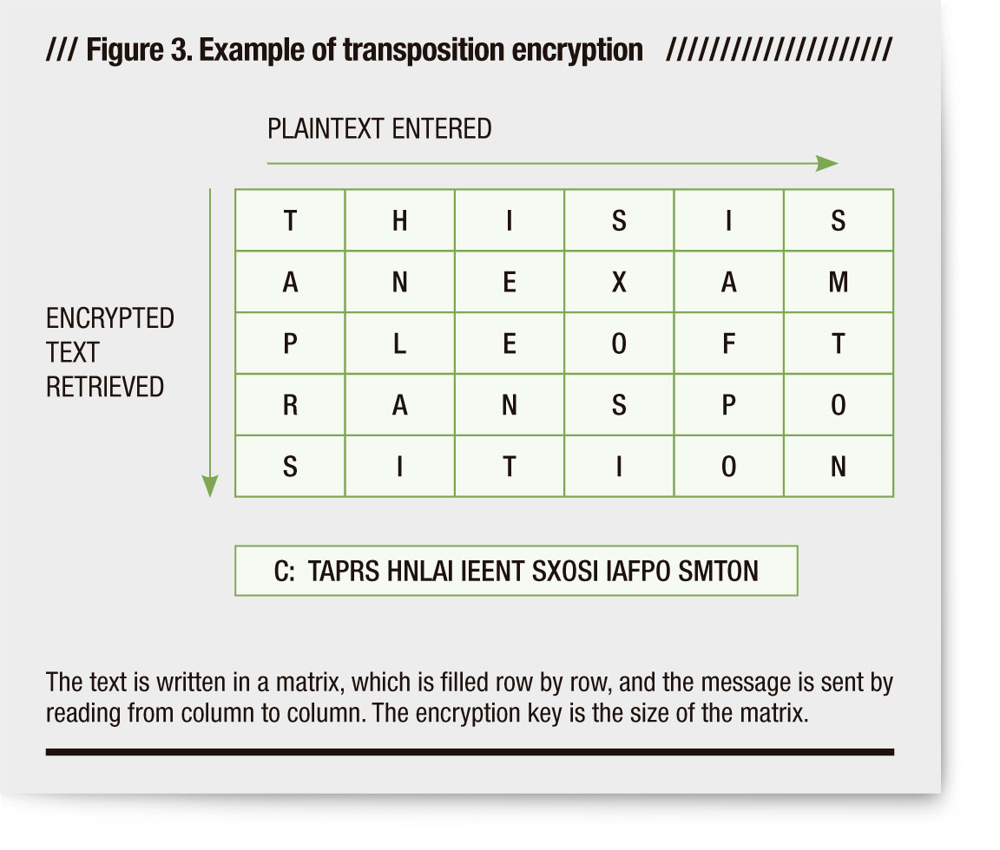 /// Figure 3. Example of transposition encryption /////////////////////
PLAINTEXT ENTERED
ENCRYPTED
TEXT
RETRIEVED
T H I S I S
A N E X A M
P L E O F T
R A N S P O
S I T I O N
C: TAPRS HNLAI IEENT SXOSI IAFPO SMTON
The text is written in a matrix, which is filled row by row, and the message is sent by
reading from column to column. The encryption key is the size of the matrix.